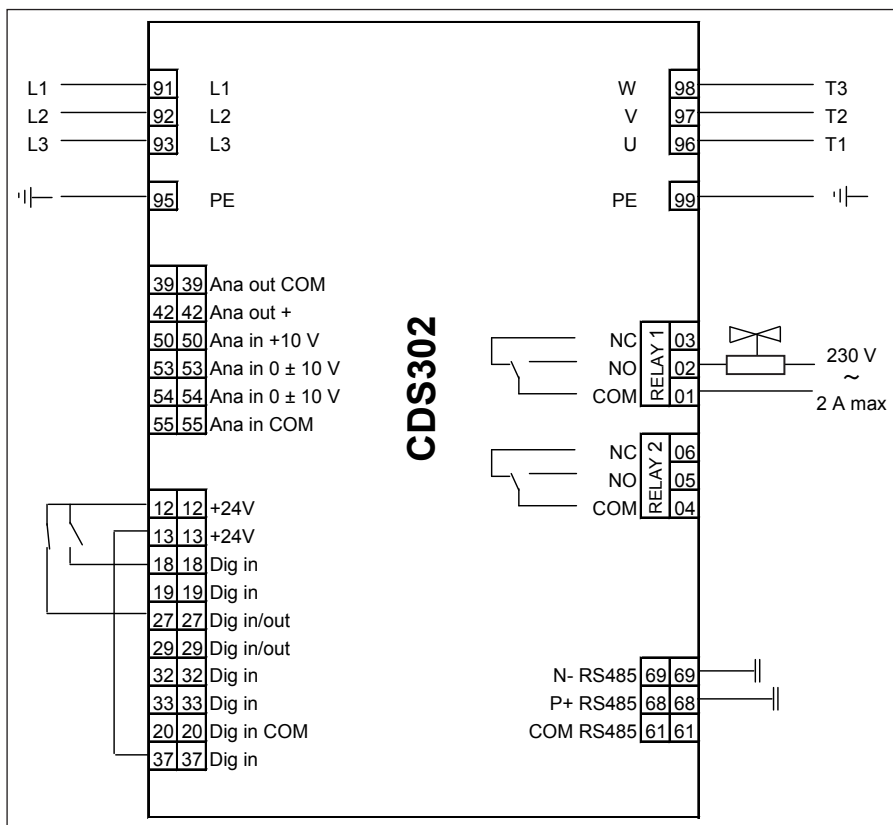 L1 91 L1 W 98 T3
L2 92 L2 V 97 T2
L3 93 L3 U 96 T1
95 PE PE 99
39 39 Ana out COM
42 42 Ana out +
50 50 Ana in +10 V
53 53 Ana in 0 ± 10 V
54 54 Ana in 0 ± 10 V
55 55 Ana in COM
CDS302
NC 03
NO 02
COM 01
RELAY 1
230 V
~
2 A max
NC 06
NO 05
COM 04
RELAY 2
12 12 +24V
13 13 +24V
18 18 Dig in
19 19 Dig in
27 27 Dig in/out
29 29 Dig in/out
32 32 Dig in
33 33 Dig in
20 20 Dig in COM
37 37 Dig in
N- RS485 69 69
P+ RS485 68 68
COM RS485 61 61